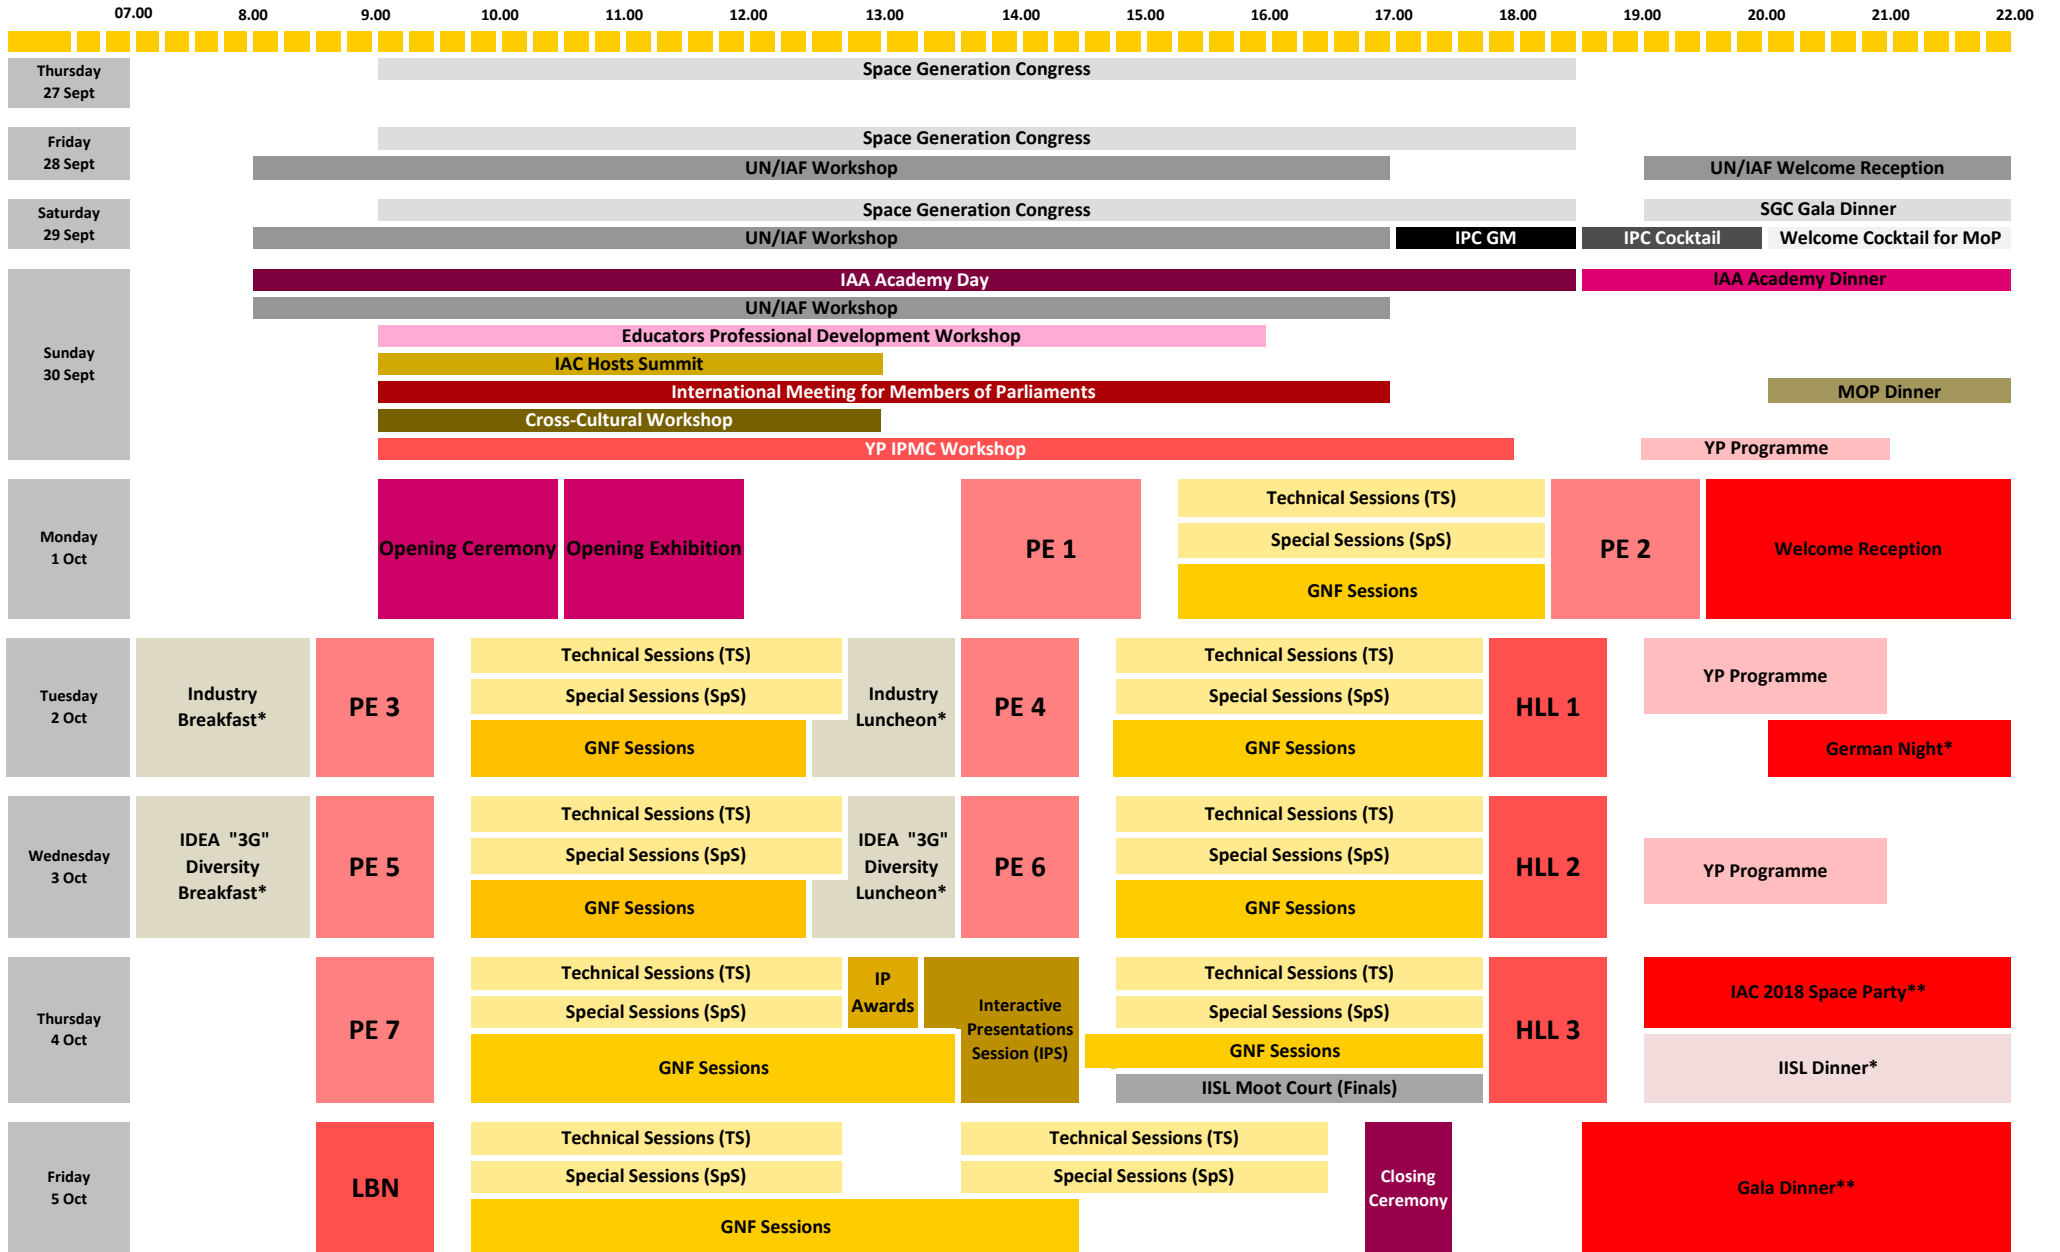 07.00 8.00 9.00 10.00 11.00 12.00 13.00 14.00 15.00 16.00 17.00 18.00 19.00 20.00 21.00 22.00
Thursday
27 Sept
Space Generation Congress
Friday
28 Sept
Space Generation Congress
UN/IAF Workshop
UN/IAF Welcome Reception
Saturday
29 Sept
Space Generation Congress
SGC Gala Dinner
UN/IAF Workshop
IPC GM
IPC Cocktail
Welcome Cocktail for MoP
Sunday
30 Sept
IAA Academy Day
IAA Academy Dinner
UN/IAF Workshop
Educators Professional Development Workshop
IAC Hosts Summit
International Meeting for Members of Parliaments
MOP Dinner
Cross-Cultural Workshop
YP IPMC Workshop
YP Programme
Monday
1 Oct
Opening Ceremony
Opening Exhibition
PE 1
Technical Sessions (TS)
Special Sessions (SpS)
GNF Sessions
PE 2
Welcome Reception
Tuesday
2 Oct
Industry
Breakfast*
PE 3
Technical Sessions (TS)
Special Sessions (SpS)
GNF Sessions
Industry
Luncheon*
PE 4
Technical Sessions (TS)
Special Sessions (SpS)
GNF Sessions
HLL 1
YP Programme
German Night*
Wednesday
3 Oct
IDEA "3G"
Diversity
Breakfast*
PE 5
Technical Sessions (TS)
Special Sessions (SpS)
GNF Sessions
IDEA "3G"
Diversity
Luncheon*
PE 6
Technical Sessions (TS)
Special Sessions (SpS)
GNF Sessions
HLL 2
YP Programme
Thursday
4 Oct
PE 7
Technical Sessions (TS)
Special Sessions (SpS)
GNF Sessions
IP
Awards
Interactive
Presentations
Session (IPS)
Technical Sessions (TS)
Special Sessions (SpS)
GNF Sessions
IISL Moot Court (Finals)
HLL 3
IAC 2018 Space Party**
IISL Dinner*
Friday
5 Oct
LBN
Technical Sessions (TS)
Special Sessions (SpS)
GNF Sessions
Technical Sessions (TS)
Special Sessions (SpS)
Closing
Ceremony
Gala Dinner**